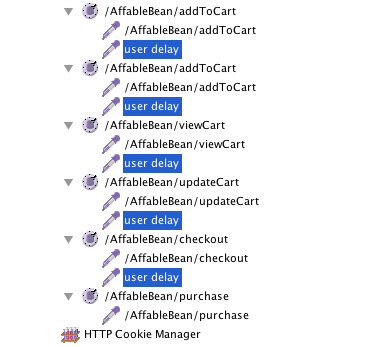 /AffableBean/addToCart
/AffableBean/addToCart
user delay
/AffableBean/addToCart
/AffableBean/addToCart
user delay
/AffableBean/viewCart
/AffableBean/viewCart
user delay
/AffableBean/updateCart
/AffableBean/updateCart
user delay
/AffableBean/checkout
/AffableBean/checkout
user delay
/AffableBean/purchase
/AffableBean/purchase
HTTP Cookie Manager